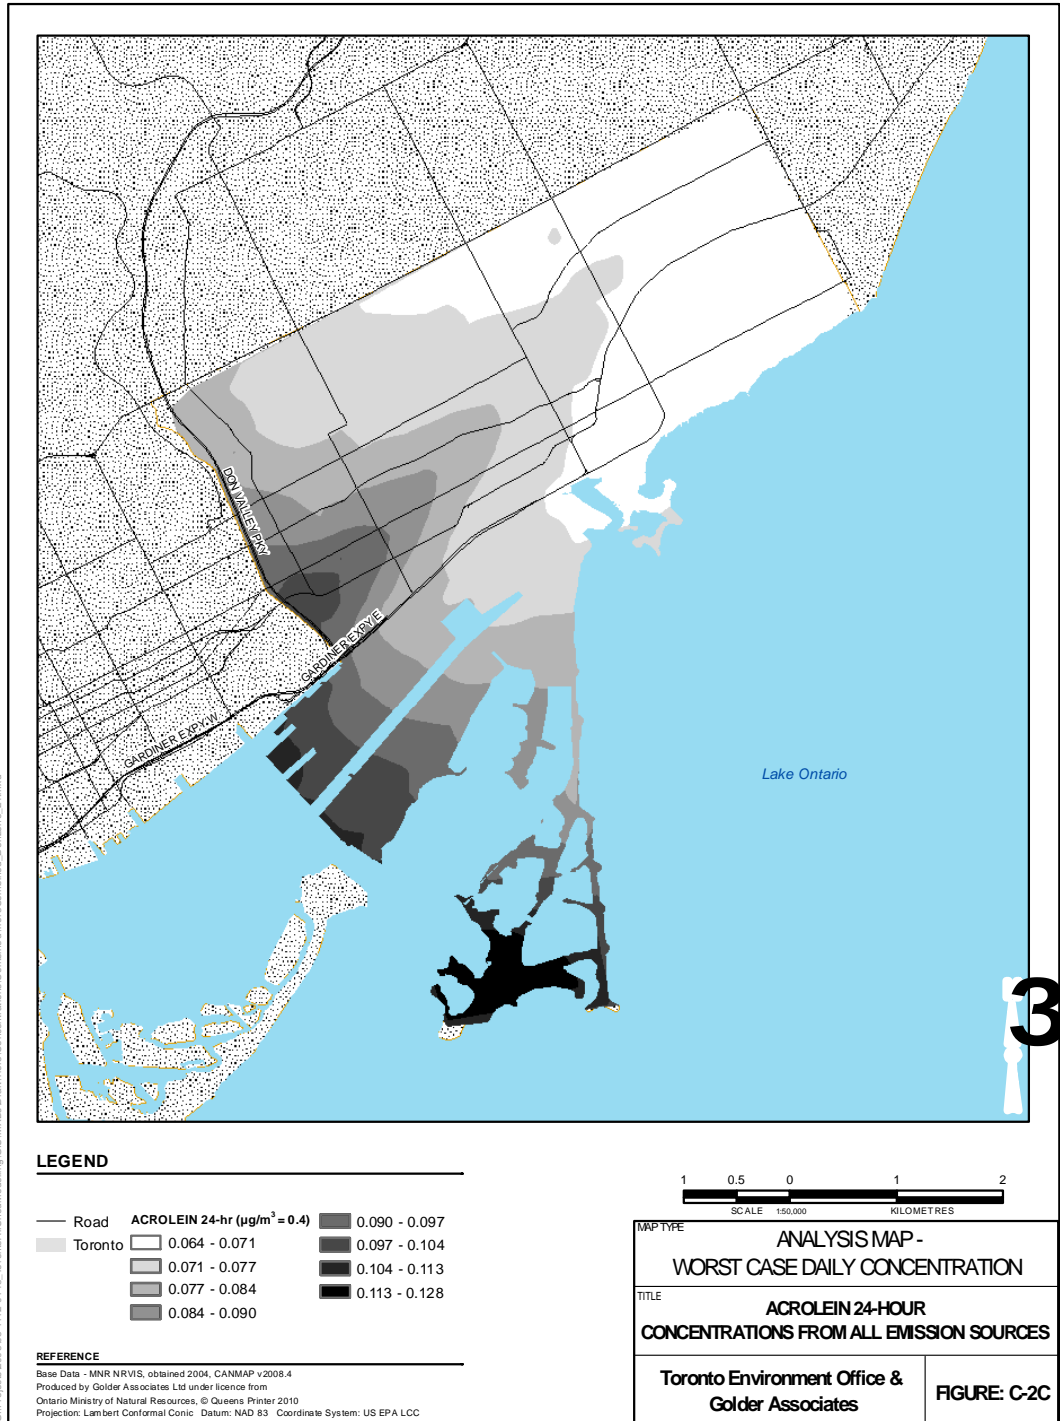 DON VALLEY PKY
GARDINER EXPY E
GARDINER EXPY W
Lake Ontario
3
LEGEND
Road
Toronto
ACROLEIN 24-hr (µg/m³ = 0.4)
0.064 - 0.071
0.071 - 0.077
0.077 - 0.084
0.084 - 0.090
0.090 - 0.097
0.097 - 0.104
0.104 - 0.113
0.113 - 0.128
REFERENCE
Base Data - MNR NRVIS, obtained 2004, CANMAP v2008.4
Produced by Golder Associates Ltd under licence from
Ontario Ministry of Natural Resources, © Queens Printer 2010
Projection: Lambert Conformal Conic Datum: NAD 83 Coordinate System: US EPA LCC
1 0.5 0 1 2
SCALE 1:50,000 KILOMETRES
MAP TYPE
ANALYSIS MAP -
WORST CASE DAILY CONCENTRATION
TITLE
ACROLEIN 24-HOUR
CONCENTRATIONS FROM ALL EMISSION SOURCES
Toronto Environment Office &
Golder Associates
FIGURE: C-2C